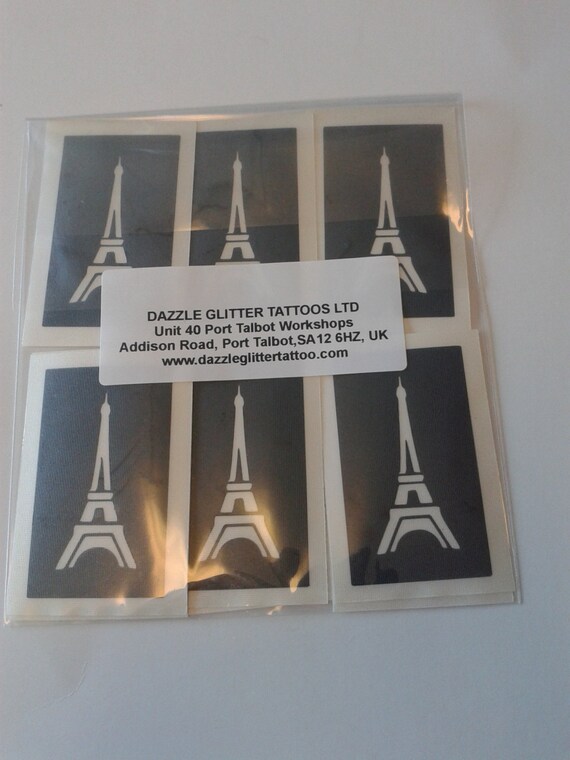 DAZZLE GLITTER TATTOOS LTD
Unit 40 Port Talbot Workshops
Addison Road, Port Talbot,SA12 6HZ, UK
www.dazzleglittertattoo.com